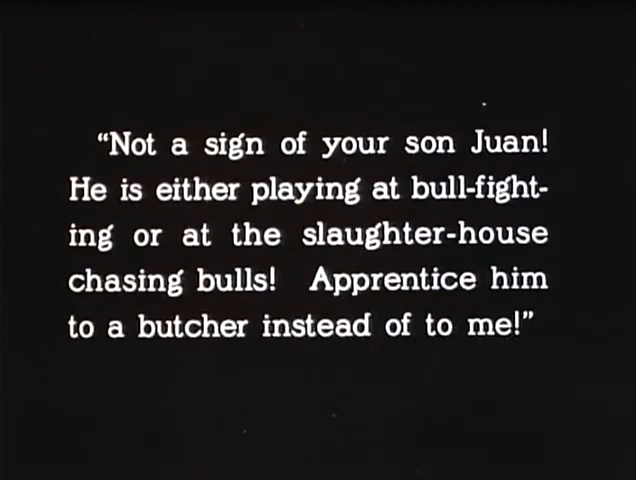 “Not a sign of your son Juan!
He is either playing at bull-fight-
ing or at the slaughter-house
chasing bulls! Apprentice him
to a butcher instead of to me!”